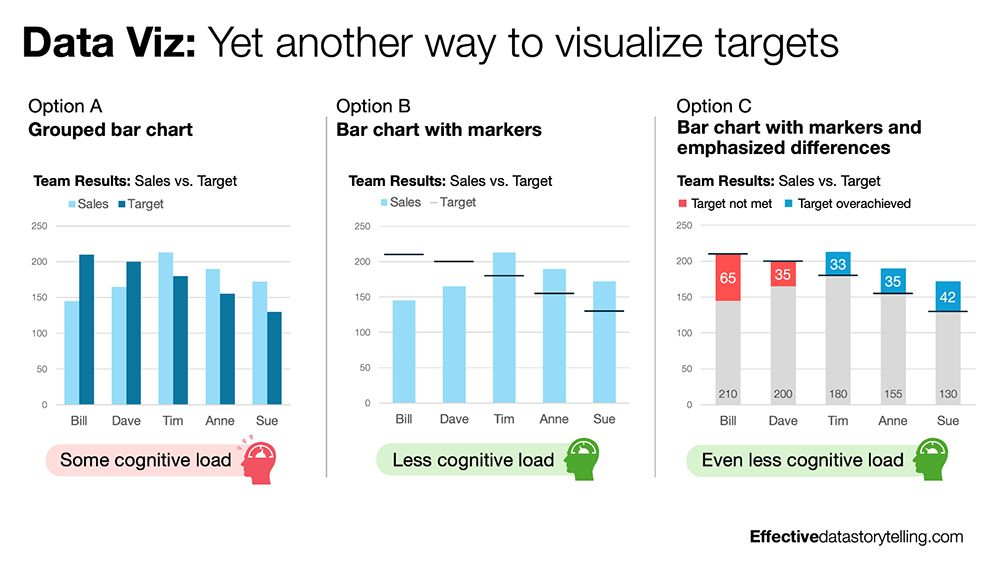 Data Viz: Yet another way to visualize targets
Option A
Grouped bar chart
Team Results: Sales vs. Target
Sales Target
250
200
150
100
50
0
Bill Dave Tim Anne Sue
Some cognitive load
Option B
Bar chart with markers
Team Results: Sales vs. Target
Sales Target
250
200
150
100
50
0
Bill Dave Tim Anne Sue
Less cognitive load
Option C
Bar chart with markers and
emphasized differences
Team Results: Sales vs. Target
Target not met Target overachieved
250
200
150
100
50
0
65 35 33 35 42
210 200 180 155 130
Bill Dave Tim Anne Sue
Even less cognitive load
Effectivedatastorytelling.com